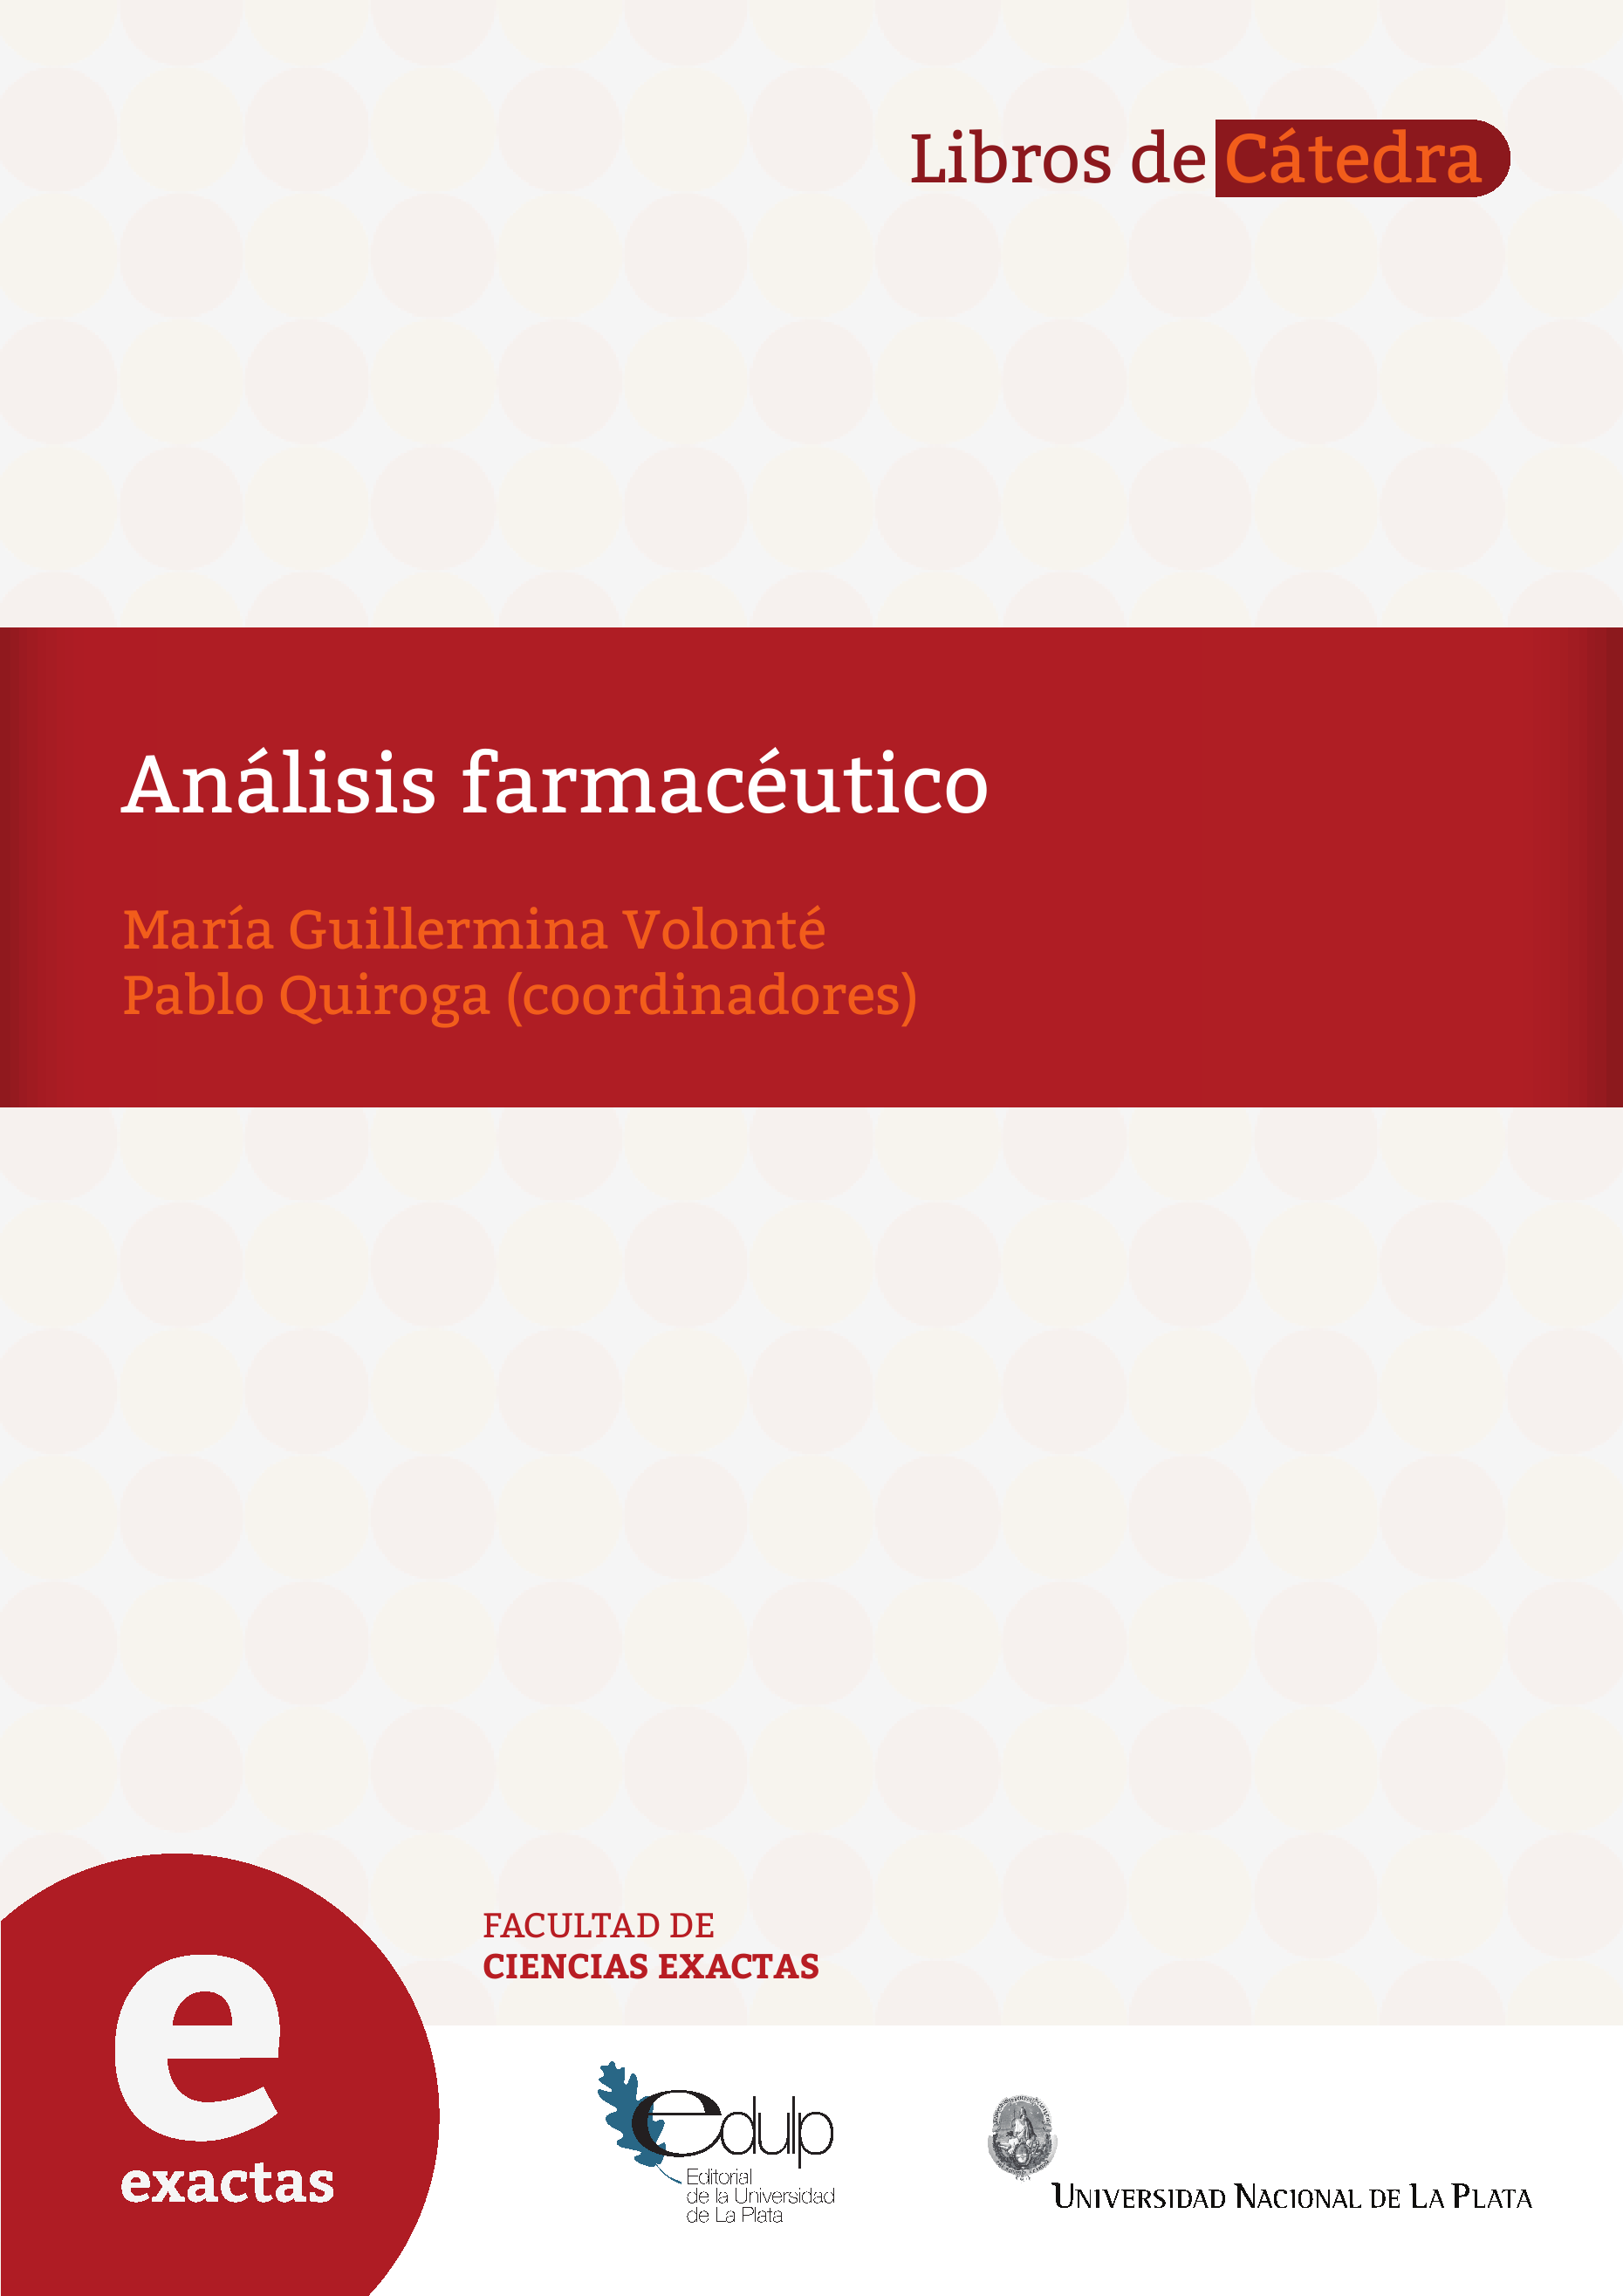 Libros de Cátedra
Análisis farmacéutico
María Guillermina Volonté
Pablo Quiroga (coordinadores)
FACULTAD DE
CIENCIAS EXACTAS
e
exactas
edulp
Editorial
de la Universidad
de La Plata
UNIVERSIDAD NACIONAL DE LA PLATA